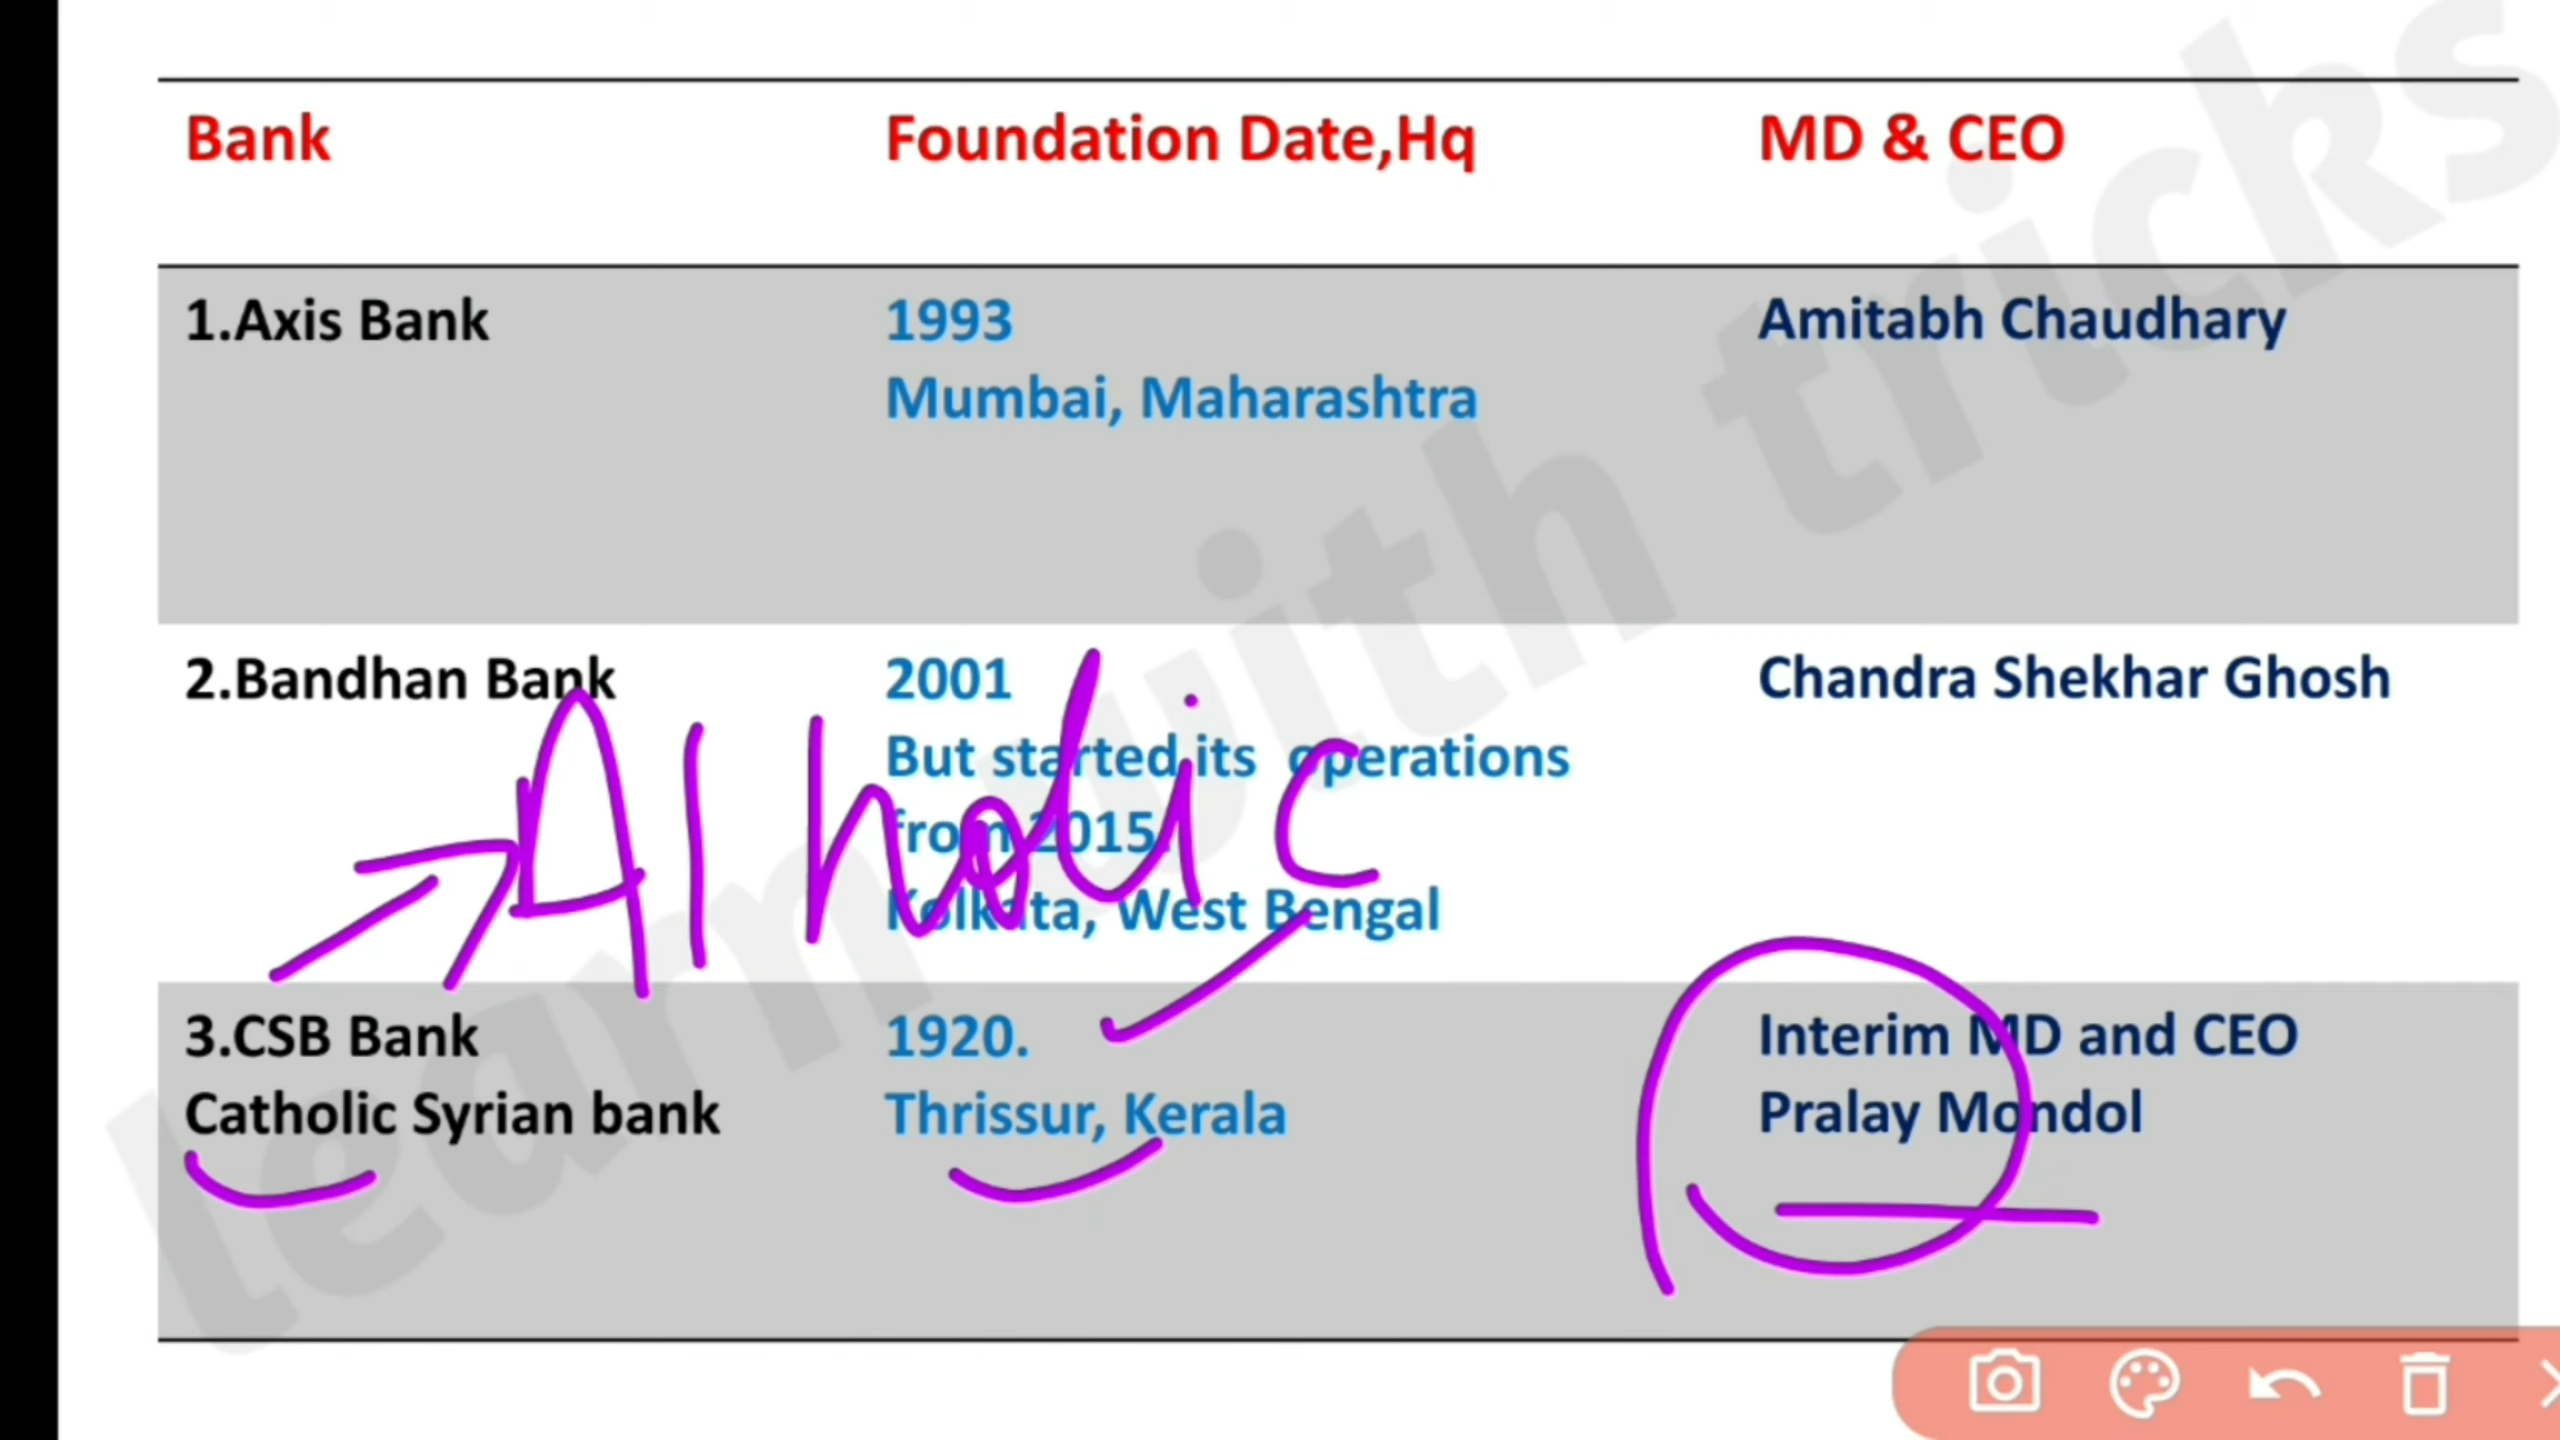 Bank Foundation Date,Hq MD & CEO
1.Axis Bank 1993 Amitabh Chaudhary
Mumbai, Maharashtra
2.Bandhan Bank 2001 Chandra Shekhar Ghosh
But started its operations
from 2015.
Kolkata, West Bengal
3.CSB Bank 1920. Interim MD and CEO
Catholic Syrian bank Thrissur, Kerala Pralay Mondol
learn with tricks